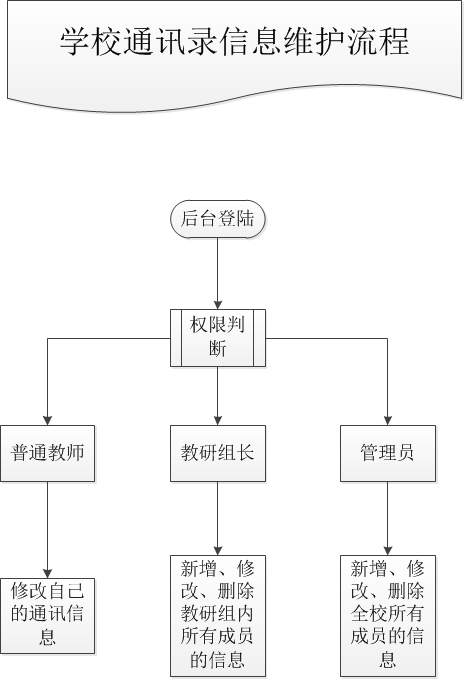 学校通讯录信息维护流程
后台登陆
权限判
断
普通教师
教研组长
管理员
修改自己
的通讯信
息
新增、修
改、删除
教研组内
所有成员
的信息
新增、修
改、删除
全校所有
成员的信
息